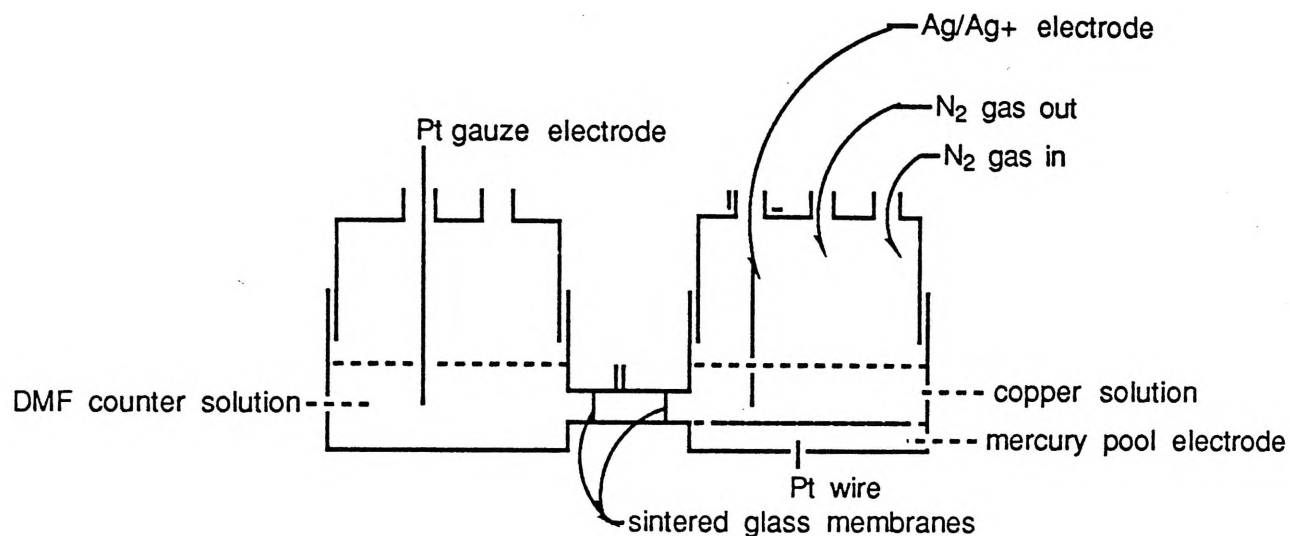 Ag/Ag+ electrode
N₂ gas out
Pt gauze electrode
N₂ gas in
DMF counter solution
copper solution
mercury pool electrode
Pt wire
sintered glass membranes